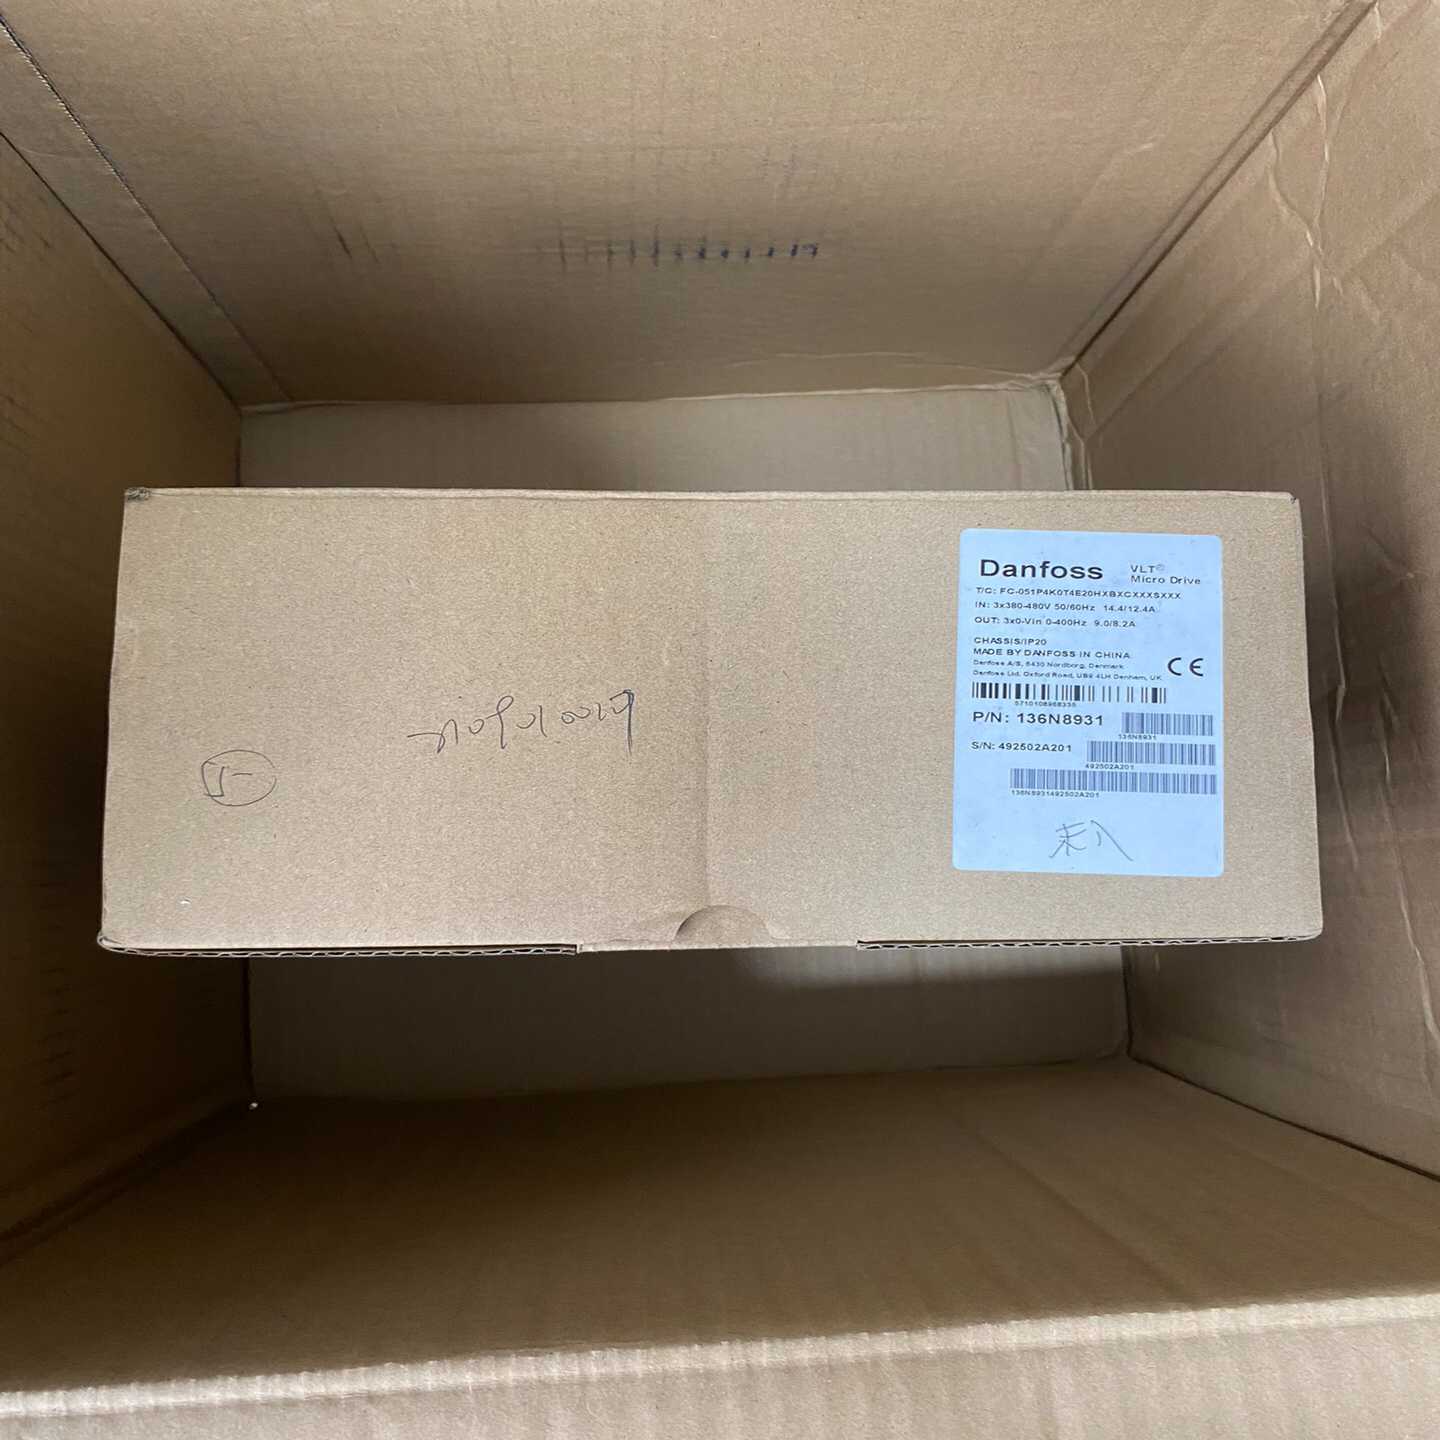 Danfoss
VLT®
Micro Drive
T/C: FC-051P4K0T4E20HXBXCXXXSXXX
IN: 3x380-480V 50/60Hz 14.4/12.4A
OUT: 3x0-Vin 0-400Hz 9.0/8.2A
CHASSIS/IP20
MADE BY DANFOSS IN CHINA
Danfoss A/S, 6430 Nordborg, Denmark
Danfoss Ltd. Oxford Road, UB9 4LH Denham, UK
CE
5710108968335
P/N: 136N8931
136N8931
S/N: 492502A201
492502A201
136N8931492502A201